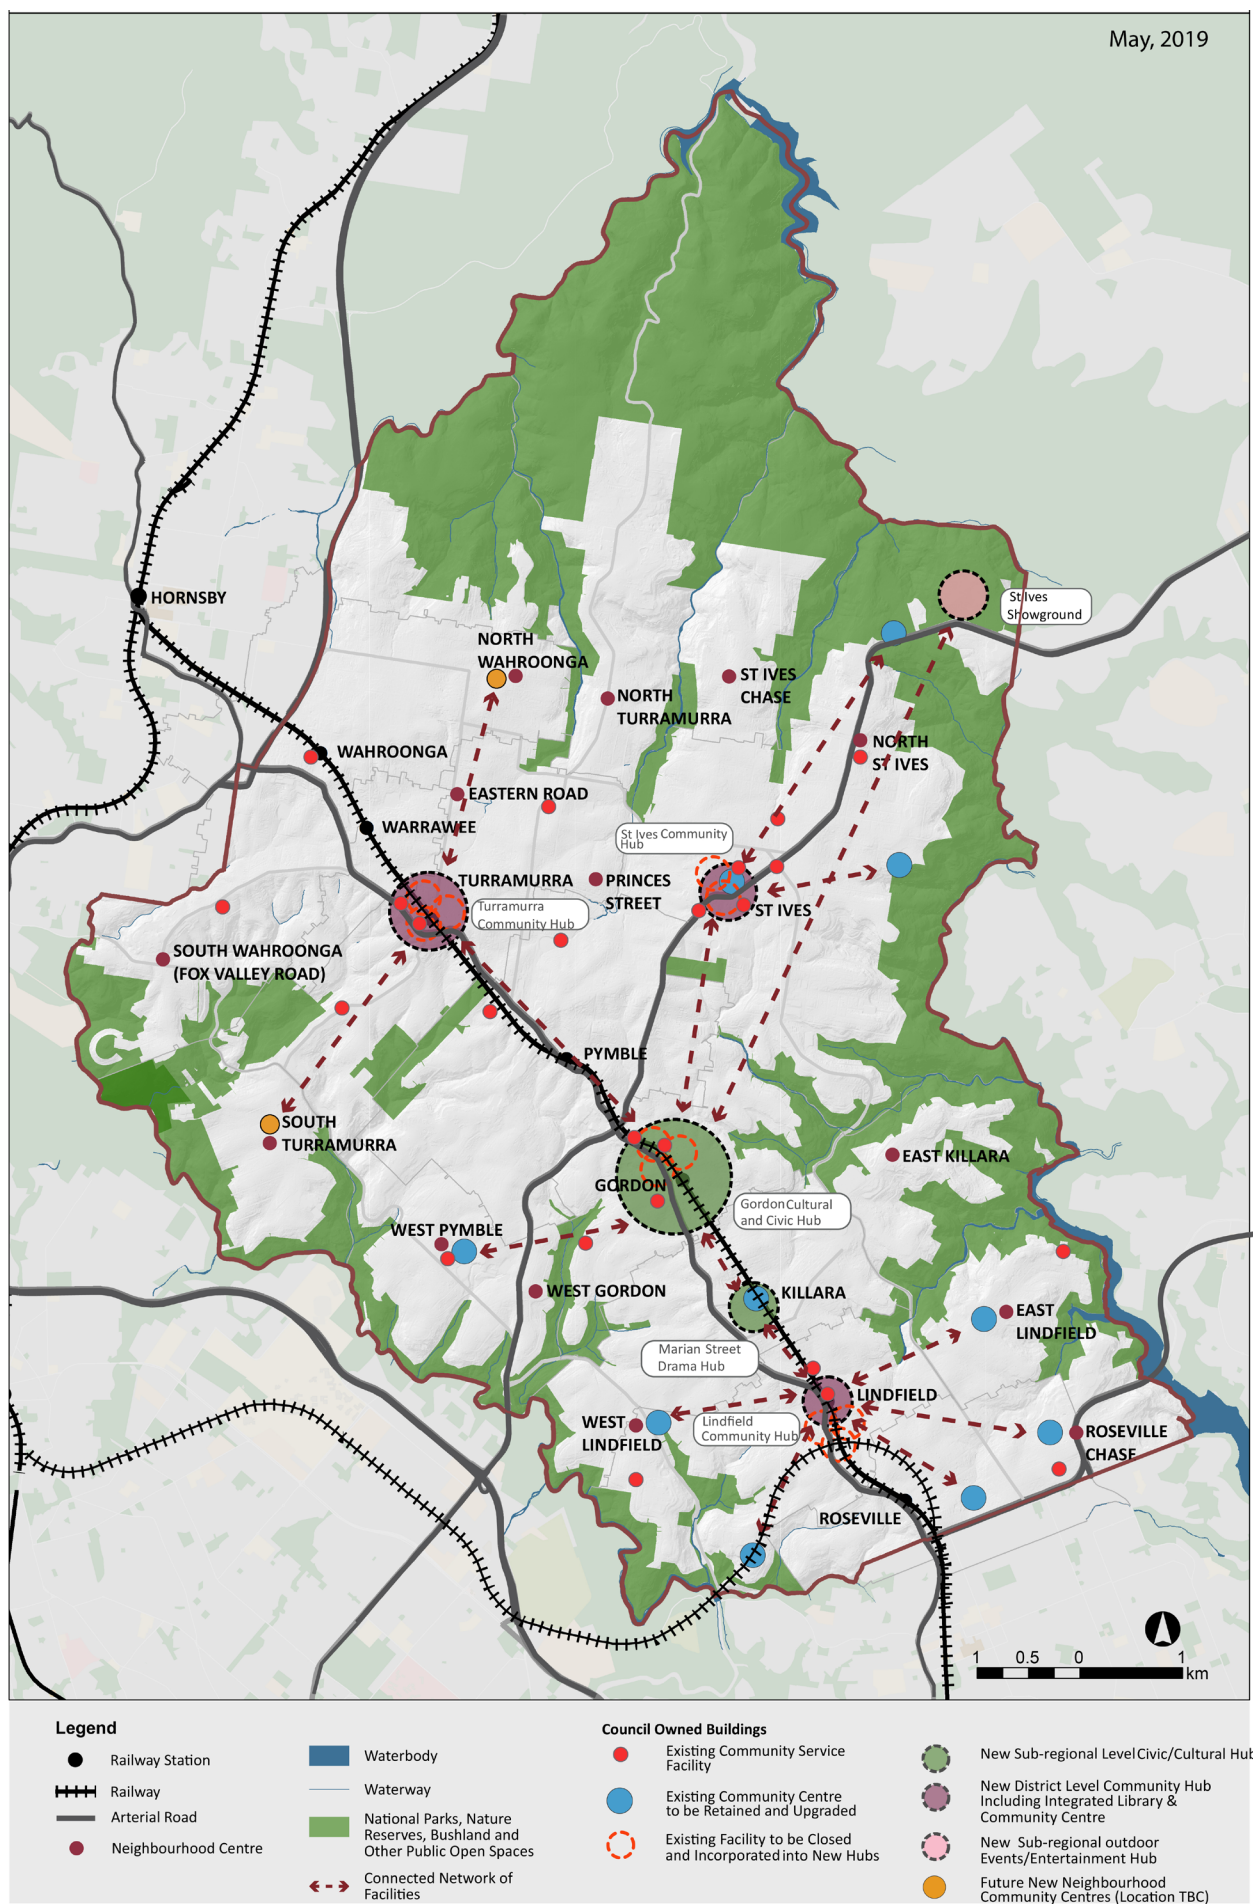 May, 2019
HORNSBY
St Ives
Showground
NORTH
WAHROONGA
ST IVES
CHASE
NORTH
TURRAMURRA
NORTH
ST IVES
WAHROONGA
EASTERN ROAD
WARRAWEE
St Ives Community
Hub
TURRAMURRA
PRINCES
STREET
Turramurra
Community Hub
ST IVES
SOUTH WAHROONGA
(FOX VALLEY ROAD)
PYMBLE
SOUTH
TURRAMURRA
EAST KILLARA
GORDON
Gordon Cultural
and Civic Hub
WEST PYMBLE
WEST GORDON
KILLARA
EAST
LINDFIELD
Marian Street
Drama Hub
LINDFIELD
WEST
LINDFIELD
Lindfield
Community Hub
ROSEVILLE
CHASE
ROSEVILLE
1 0.5 0 1
km
Legend
Railway Station
Railway
Arterial Road
Neighbourhood Centre
Waterbody
Waterway
National Parks, Nature
Reserves, Bushland and
Other Public Open Spaces
Connected Network of
Facilities
Council Owned Buildings
Existing Community Service
Facility
Existing Community Centre
to be Retained and Upgraded
Existing Facility to be Closed
and Incorporated into New Hubs
New Sub-regional Level Civic/Cultural Hub
New District Level Community Hub
Including Integrated Library &
Community Centre
New Sub-regional outdoor
Events/Entertainment Hub
Future New Neighbourhood
Community Centres (Location TBC)